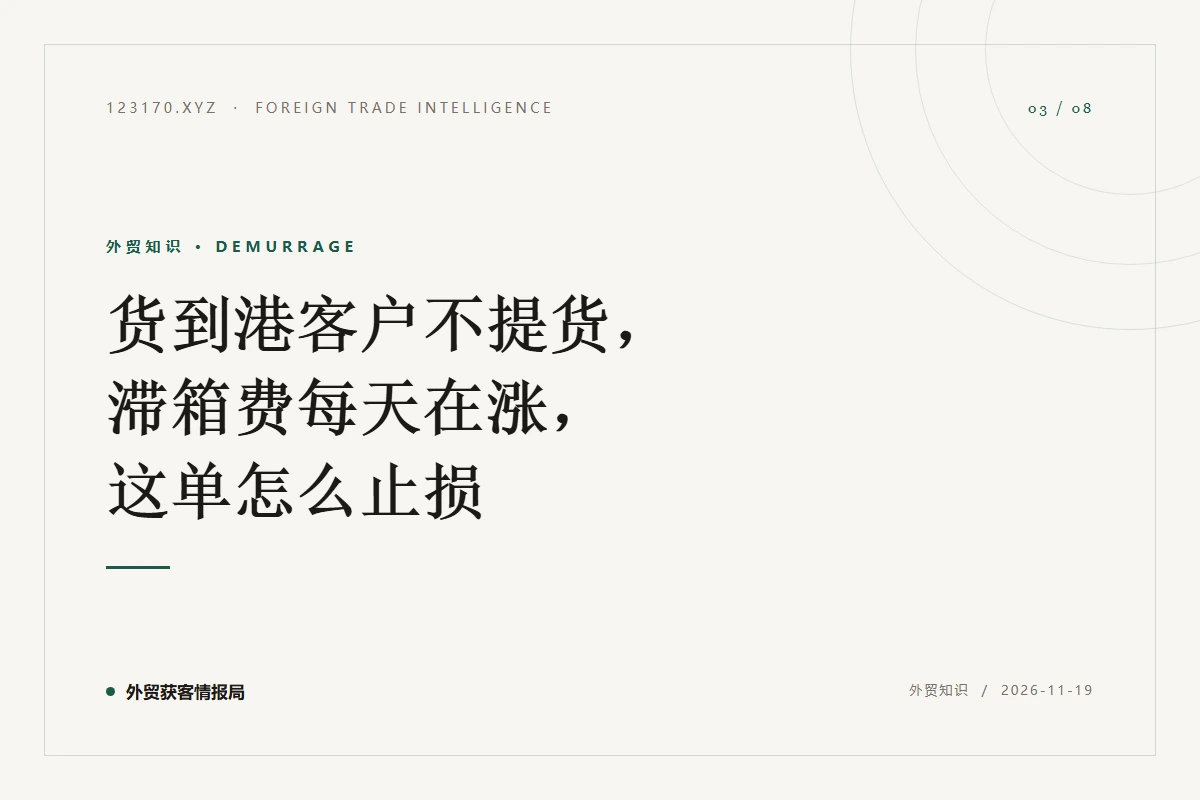 123170.XYZ · FOREIGN TRADE INTELLIGENCE
03 / 08
外贸知识 • DEMURRAGE
货到港客户不提货，
滞箱费每天在涨，
这单怎么止损
外贸获客情报局
外贸知识 / 2026-11-19